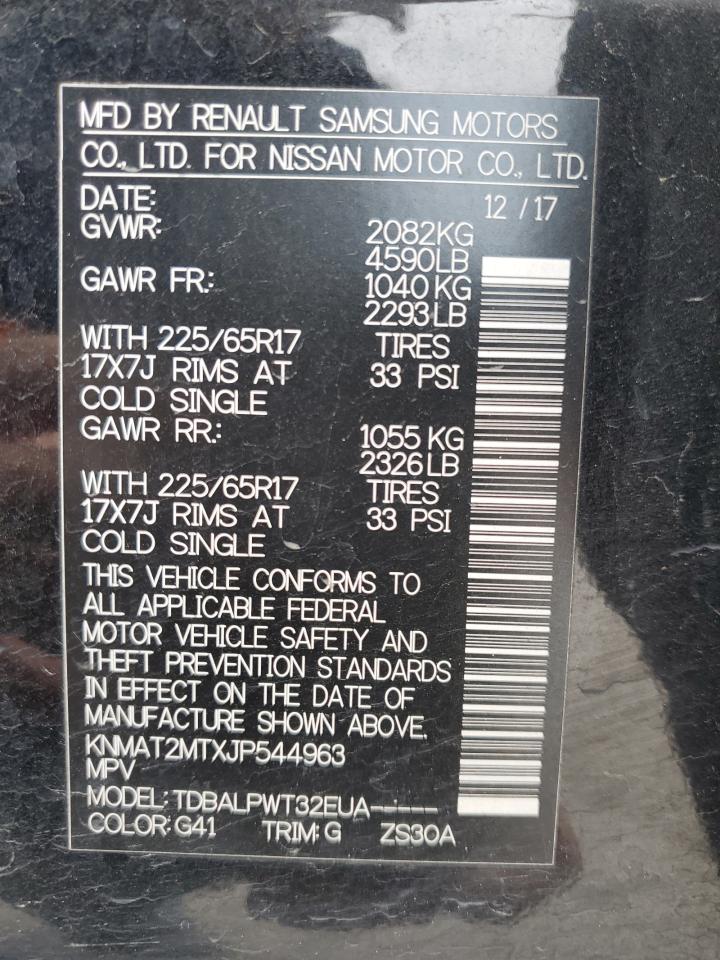 MFD BY RENAULT SAMSUNG MOTORS
CO., LTD. FOR NISSAN MOTOR CO., LTD.
DATE: 12 / 17
GVWR: 2082KG
4590LB
GAWR FR.: 1040 KG
2293 LB
WITH 225/65R17 TIRES
17X7J RIMS AT 33 PSI
COLD SINGLE
GAWR RR.: 1055 KG
2326 LB
WITH 225/65R17 TIRES
17X7J RIMS AT 33 PSI
COLD SINGLE
THIS VEHICLE CONFORMS TO
ALL APPLICABLE FEDERAL
MOTOR VEHICLE SAFETY AND
THEFT PREVENTION STANDARDS
IN EFFECT ON THE DATE OF
MANUFACTURE SHOWN ABOVE.
KNMAT2MTXJP544963
MPV
MODEL: TDBALPWT32EUA-----
COLOR: G41 TRIM: G ZS30A